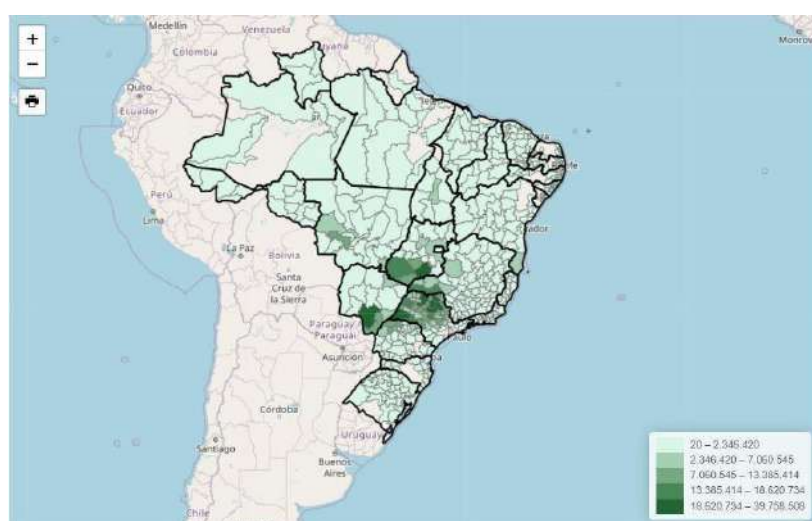 Medellín
Venezuela
Monrov
+
−
Colombia
Quito
Ecuador
Perú
Lima
La Paz
Bolivia
Santa
Cruz de
la Sierra
Paraguay
Paraguái
Asunción
Córdoba
Uruguay
Santiago
Buenos
Aires
Chile
20 – 2.346.420
2.346.420 – 7.060.545
7.060.545 – 13.385.414
13.385.414 – 18.620.734
18.620.734 – 39.758.509